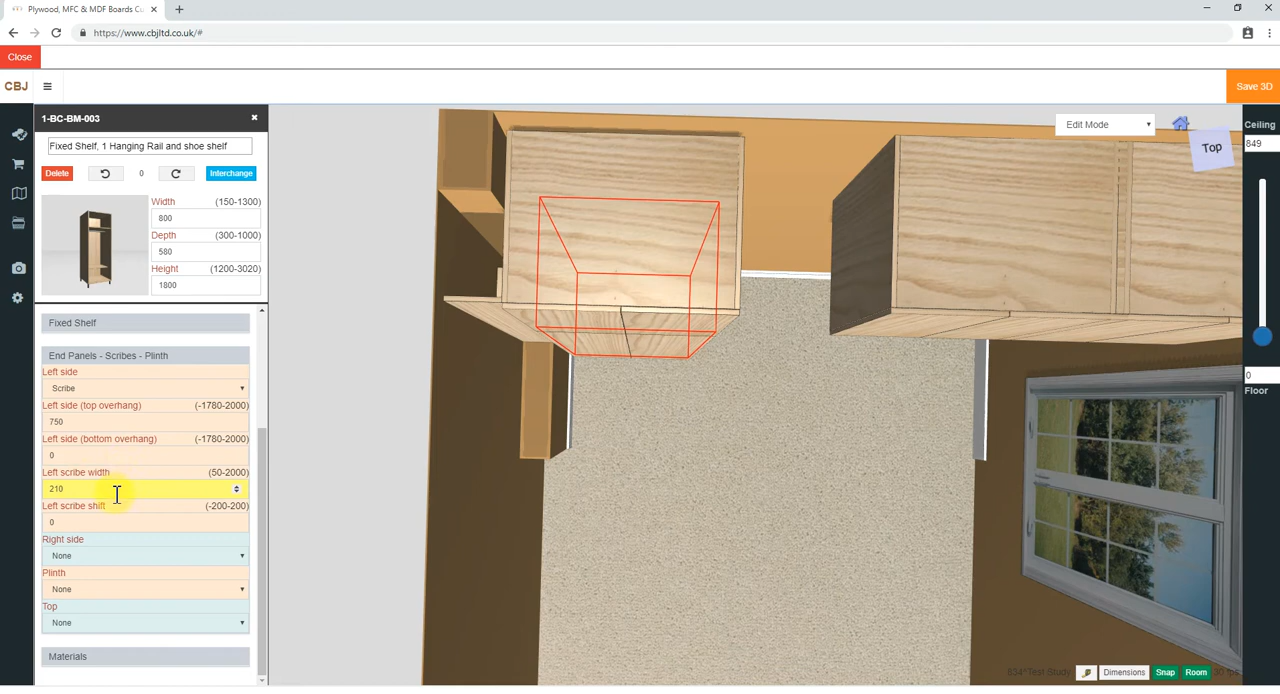 Plywood, MFC & MDF Boards Cu
https://www.cbjltd.co.uk/#
Close
CBJ
Save 3D
1-BC-BM-003
Fixed Shelf, 1 Hanging Rail and shoe shelf
Delete
0
Interchange
Width (150-1300)
800
Depth (300-1000)
580
Height (1200-3020)
1800
Fixed Shelf
End Panels - Scribes - Plinth
Left side
Scribe
Left side (top overhang) (-1780-2000)
750
Left side (bottom overhang) (-1780-2000)
0
Left scribe width (50-2000)
210
Left scribe shift (-200-200)
0
Right side
None
Plinth
None
Top
None
Materials
Edit Mode
Top
Ceiling
849
0
Floor
Dimensions
Snap
Room